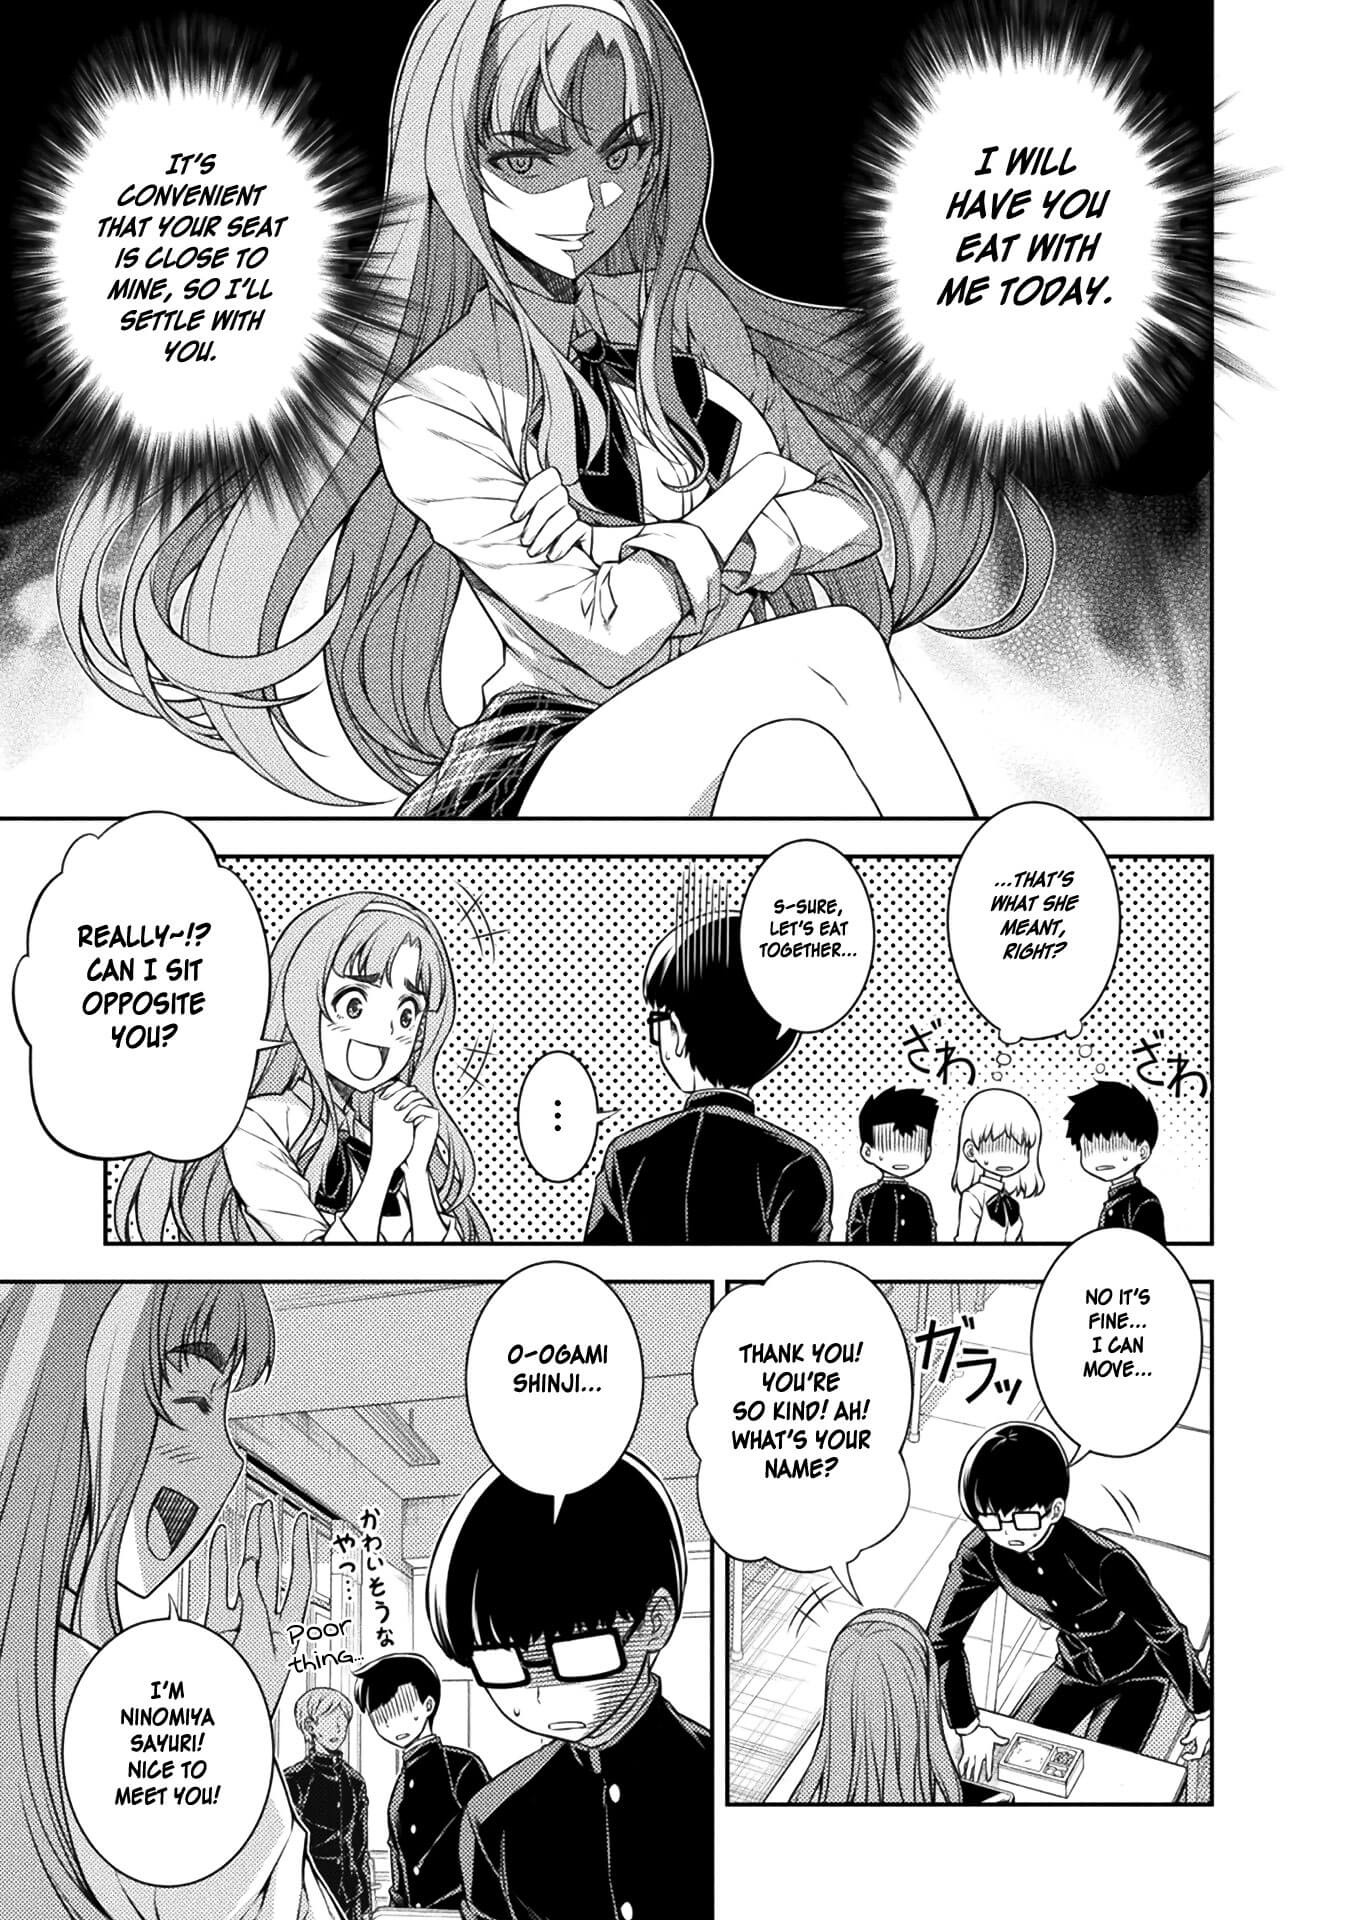 I WILL
HAVE YOU
EAT WITH
ME TODAY.
IT'S
CONVENIENT
THAT YOUR SEAT
IS CLOSE TO
MINE, SO I'LL
SETTLE WITH
YOU.
...THAT'S
WHAT SHE
MEANT,
RIGHT?
ざわ
ざわ
S-SURE,
LET'S EAT
TOGETHER...
...
REALLY~!?
CAN I SIT
OPPOSITE
YOU?
NO IT'S
FINE...
I CAN
MOVE...
ガラッ
THANK YOU!
YOU'RE
SO KIND! AH!
WHAT'S YOUR
NAME?
O-OGAMI
SHINJI...
かわいそうな
やつ…
Poor
thing...
I'M
NINOMIYA
SAYURI!
NICE TO
MEET YOU!